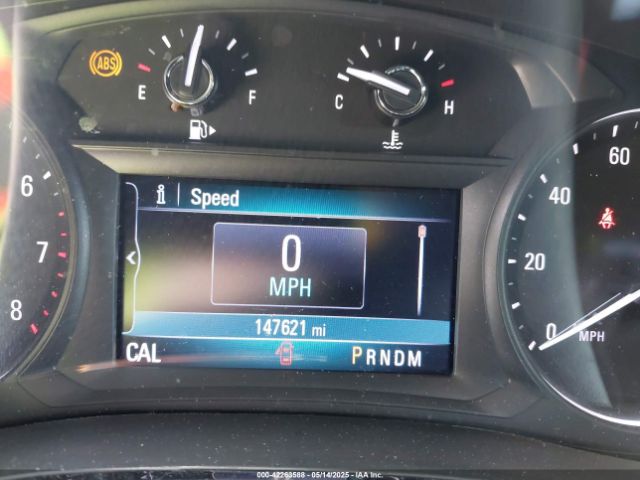 ABS
E F
C H
6
7
8
i Speed
0
MPH
147621 mi
CAL PRNDM
60
40
20
0
MPH
000-42263588 - 05/14/2025 - IAA Inc.